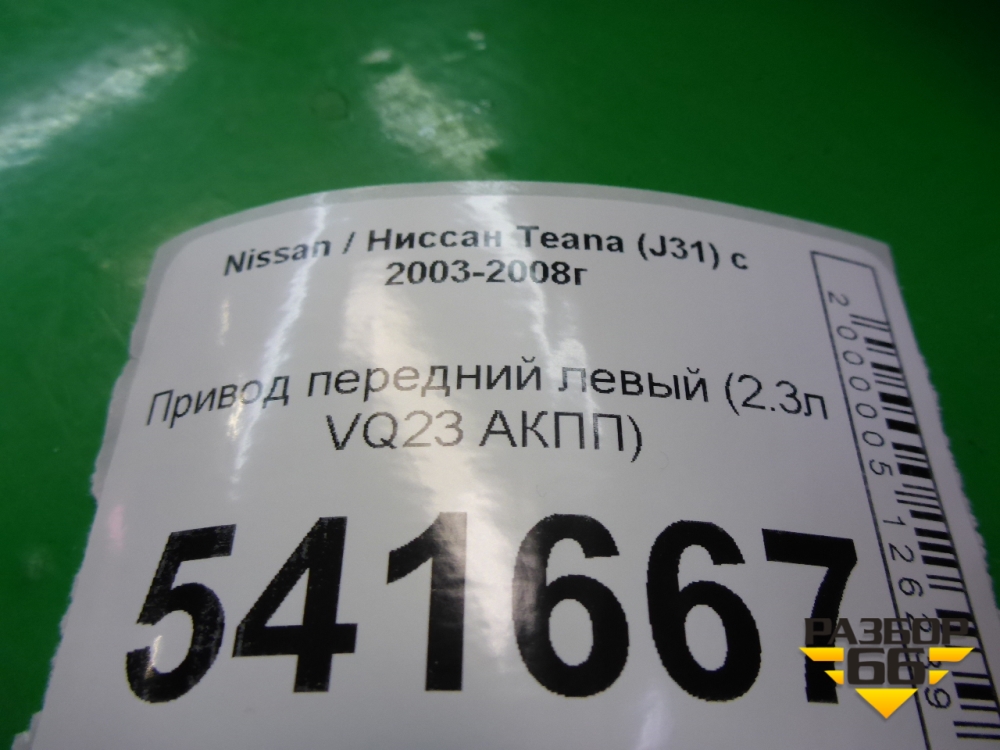 Nissan / Ниссан Teana (J31) с
2003-2008г
Привод передний левый (2.3л
VQ23 АКПП)
541667
РАЗБОР
66